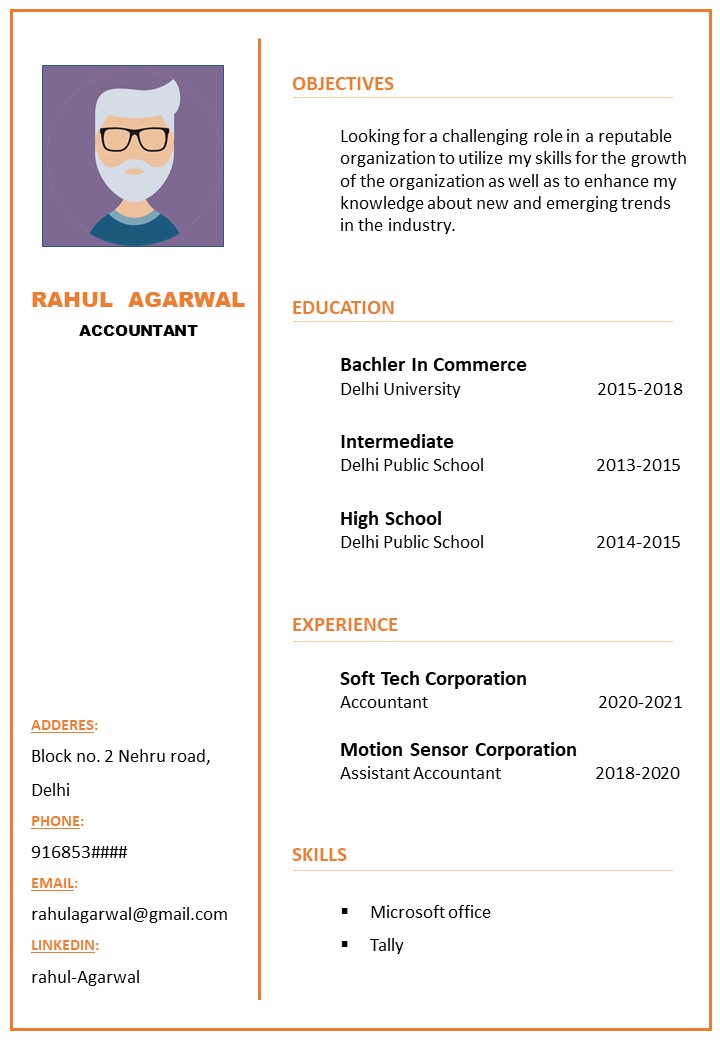 RAHUL AGARWAL
ACCOUNTANT
ADDERES:
Block no. 2 Nehru road,
Delhi
PHONE:
916853####
EMAIL:
rahulagarwal@gmail.com
LINKEDIN:
rahul-Agarwal
OBJECTIVES
Looking for a challenging role in a reputable
organization to utilize my skills for the growth
of the organization as well as to enhance my
knowledge about new and emerging trends
in the industry.
EDUCATION
Bachler In Commerce
Delhi University 2015-2018
Intermediate
Delhi Public School 2013-2015
High School
Delhi Public School 2014-2015
EXPERIENCE
Soft Tech Corporation
Accountant 2020-2021
Motion Sensor Corporation
Assistant Accountant 2018-2020
SKILLS
▪ Microsoft office
▪ Tally